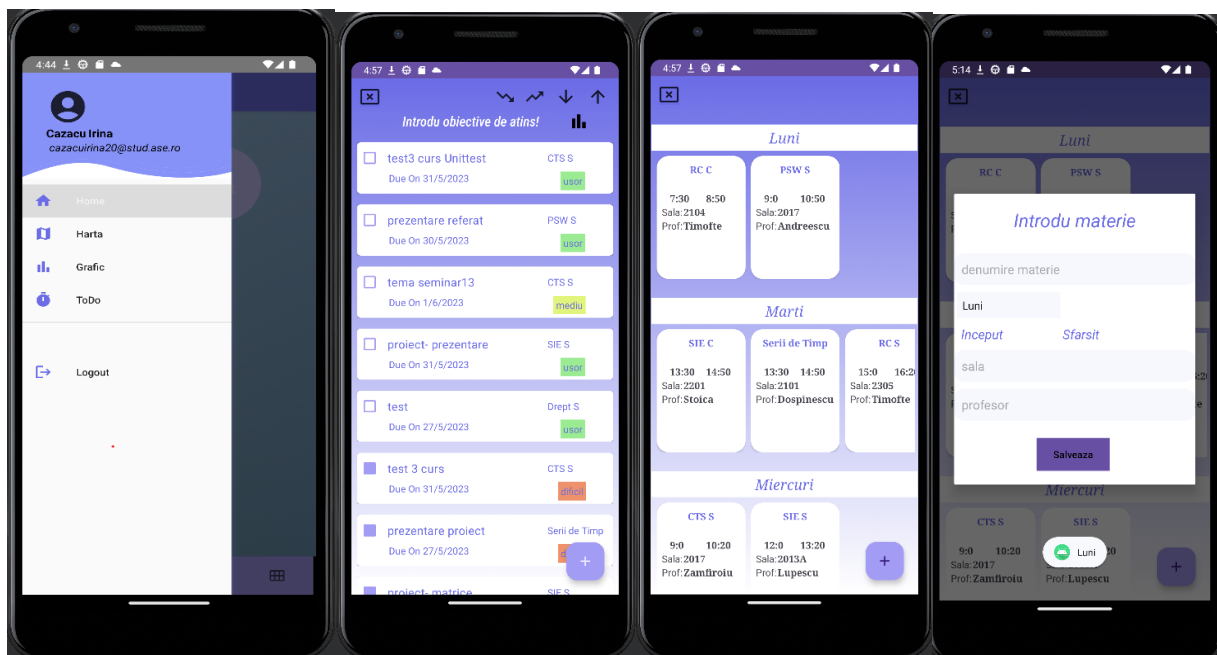 4:44
Cazacu Irina
cazacuirina20@stud.ase.ro
Home
Harta
Grafic
ToDo
Logout
4:57
Introdu obiective de atins!
test3 curs Unittest CTS S
Due On 31/5/2023 usor
prezentare referat PSW S
Due On 30/5/2023 usor
tema seminar13 CTS S
Due On 1/6/2023 mediu
proiect- prezentare SIE S
Due On 31/5/2023 usor
test Drept S
Due On 27/5/2023 usor
test 3 curs CTS S
Due On 31/5/2023 dificil
prezentare proiect Serii de Timp
Due On 27/5/2023 d
+
proiect- matrice SIE S
4:57
Luni
RC C PSW S
7:30 8:50 9:0 10:50
Sala:2104 Sala:2017
Prof:Timofte Prof:Andreescu
Marti
SIE C Serii de Timp RC S
13:30 14:50 13:30 14:50 15:0 16:20
Sala:2201 Sala:2101 Sala:2305
Prof:Stoica Prof:Dospinescu Prof:Timofte
Miercuri
CTS S SIE S
9:0 10:20 12:0 13:20
Sala:2017 Sala:2013A
Prof:Zamfiroiu Prof:Lupescu
+
5:14
Luni
RC C PSW S
Introdu materie
denumire materie
Luni
Inceput Sfarsit
sala
profesor
Salveaza
Miercuri
CTS S SIE S
9:0 10:20 20
Luni
Sala:2017
Prof:Zamfiroiu Prof:Lupescu
+